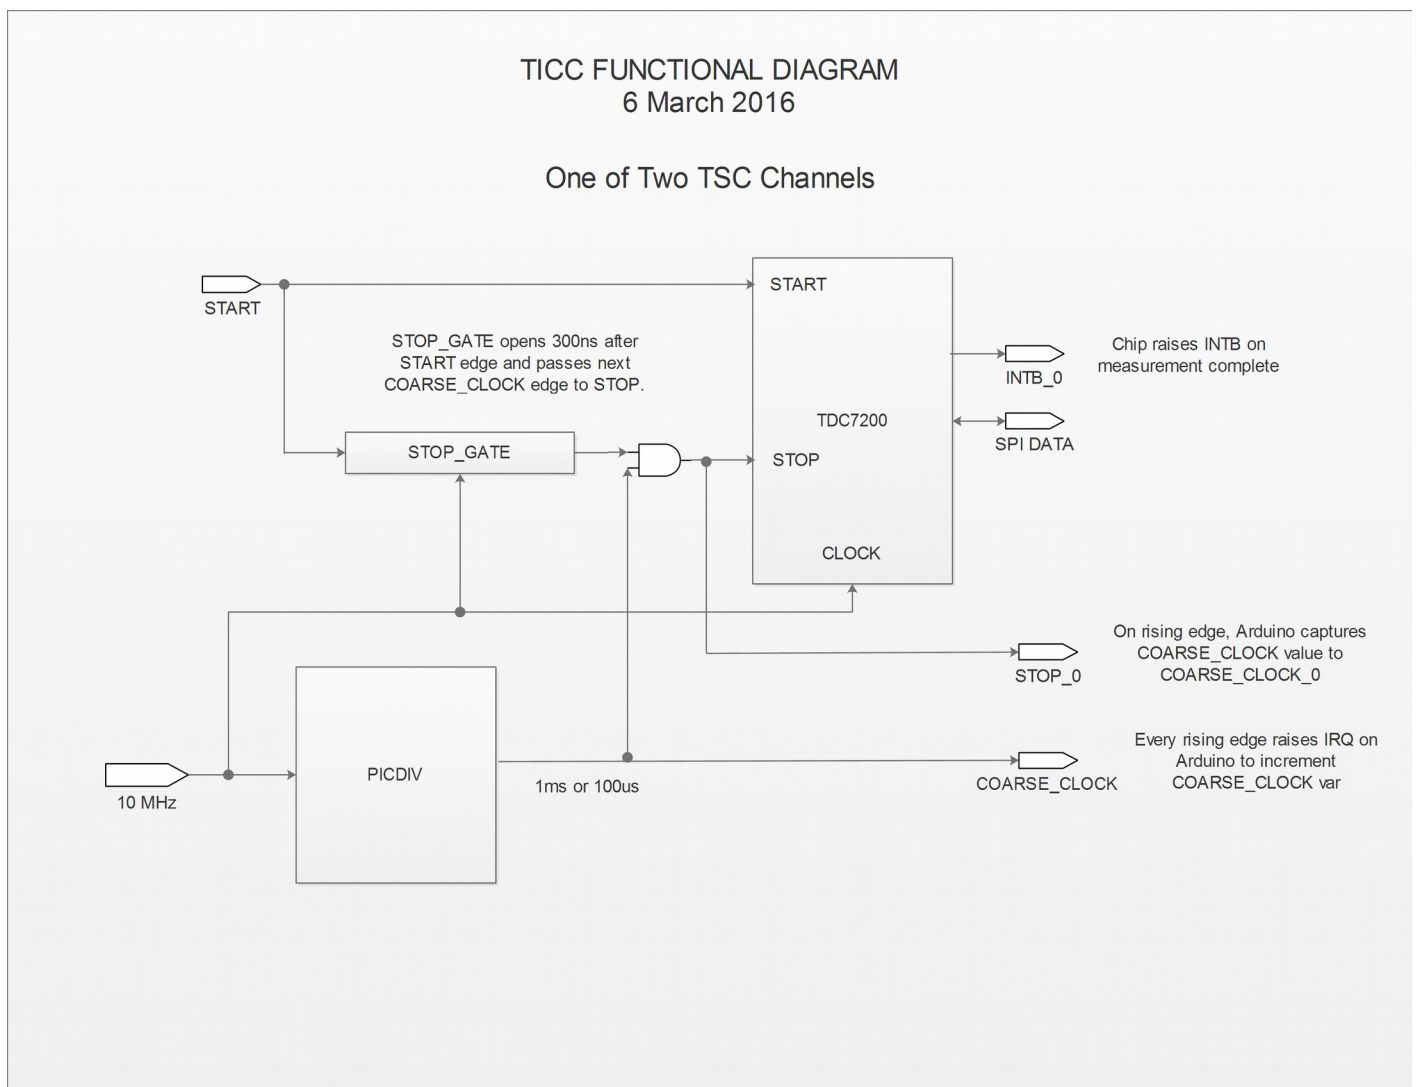 TICC FUNCTIONAL DIAGRAM
6 March 2016
One of Two TSC Channels
START
START
STOP_GATE opens 300ns after
START edge and passes next
COARSE_CLOCK edge to STOP.
Chip raises INTB on
measurement complete
INTB_0
TDC7200
SPI DATA
STOP_GATE
STOP
CLOCK
On rising edge, Arduino captures
COARSE_CLOCK value to
COARSE_CLOCK_0
STOP_0
Every rising edge raises IRQ on
Arduino to increment
COARSE_CLOCK var
PICDIV
1ms or 100us
COARSE_CLOCK
10 MHz